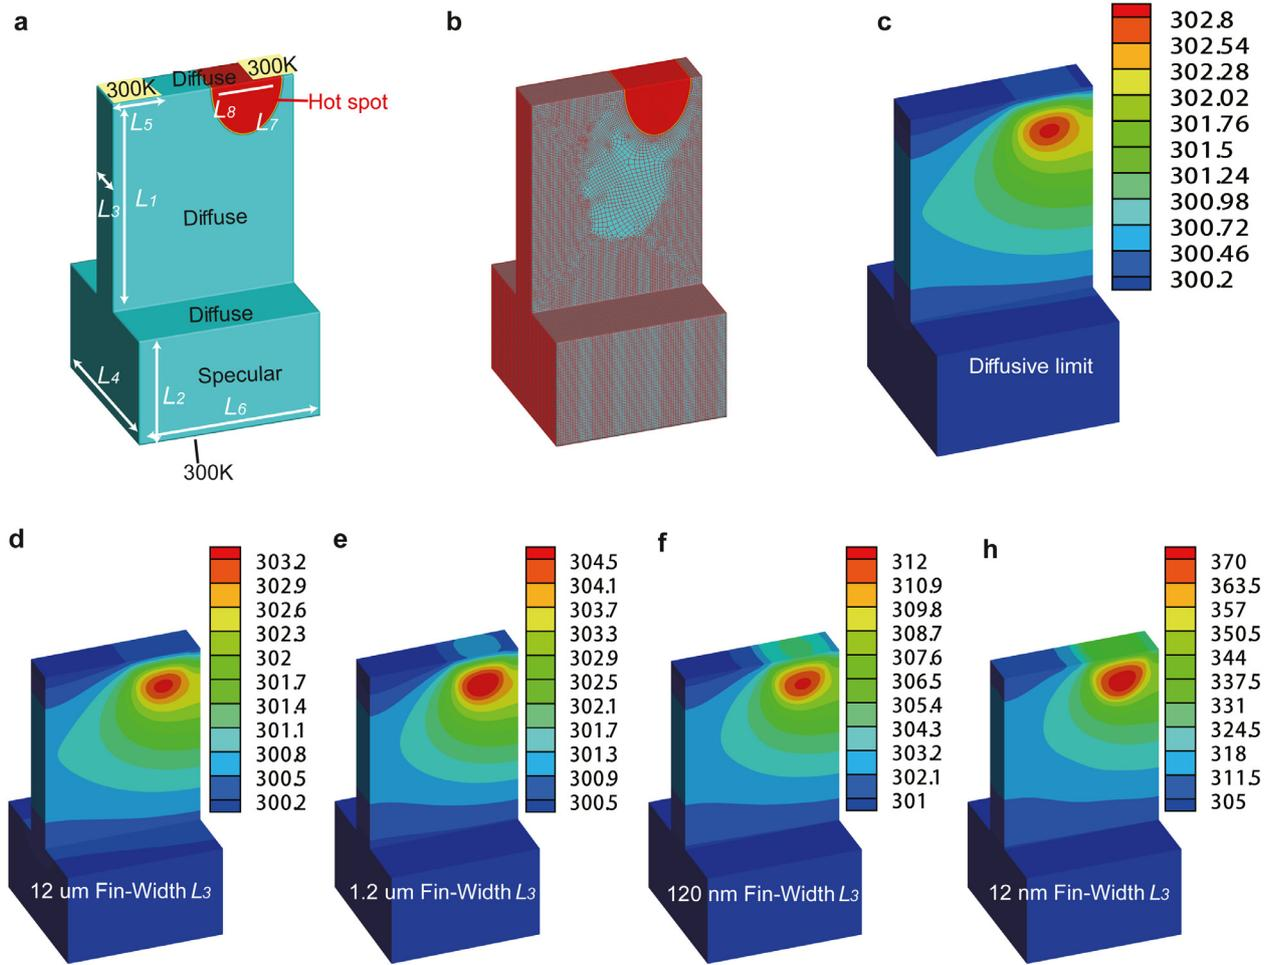 a
300K
Diffuse
300K
Hot spot
L8
L7
L5
L3
L1
Diffuse
Diffuse
L4
L2
Specular
L6
300K
b
c
302.8
302.54
302.28
302.02
301.76
301.5
301.24
300.98
300.72
300.46
300.2
Diffusive limit
d
303.2
302.9
302.6
302.3
302
301.7
301.4
301.1
300.8
300.5
300.2
12 um Fin-Width L3
e
304.5
304.1
303.7
303.3
302.9
302.5
302.1
301.7
301.3
300.9
300.5
1.2 um Fin-Width L3
f
312
310.9
309.8
308.7
307.6
306.5
305.4
304.3
303.2
302.1
301
120 nm Fin-Width L3
h
370
363.5
357
350.5
344
337.5
331
324.5
318
311.5
305
12 nm Fin-Width L3